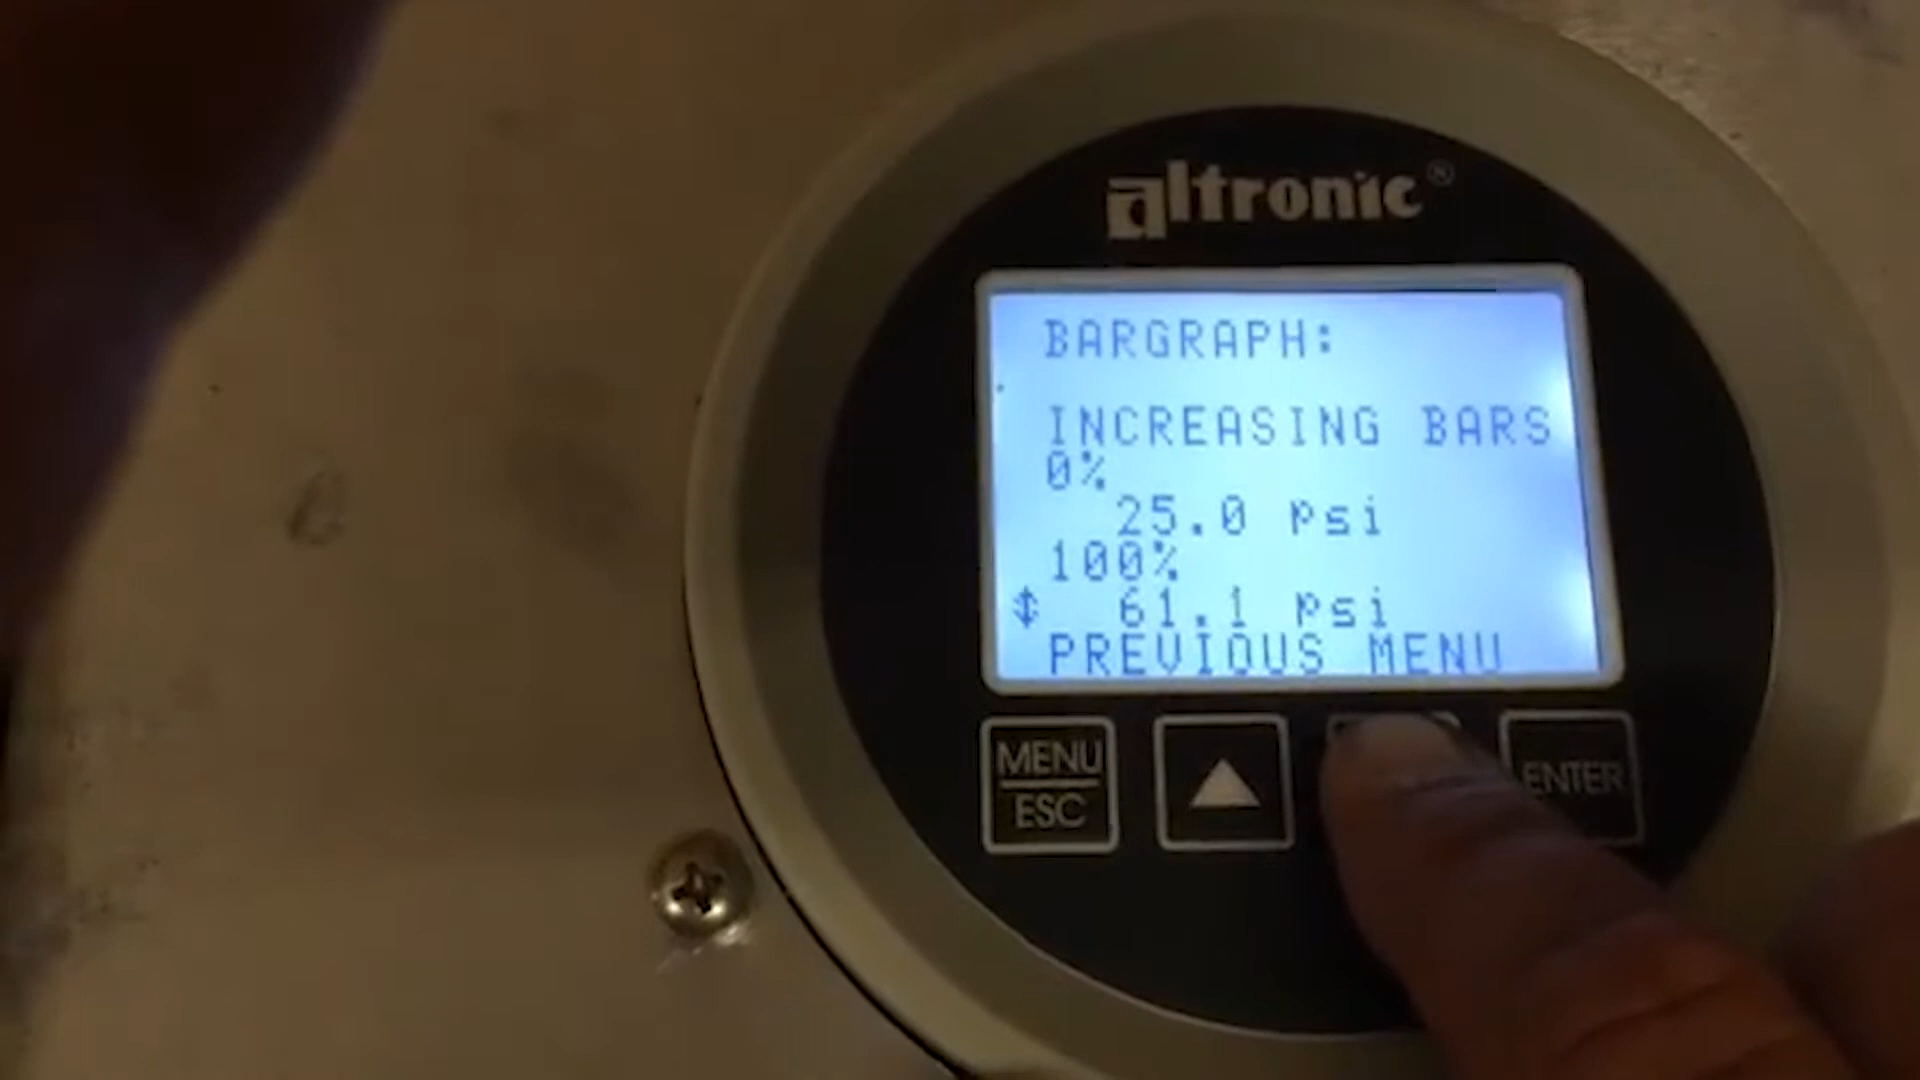 altronic®
BARGRAPH:
INCREASING BARS
0%
25.0 psi
100%
61.1 psi
PREVIOUS MENU
MENU
ESC
ENTER